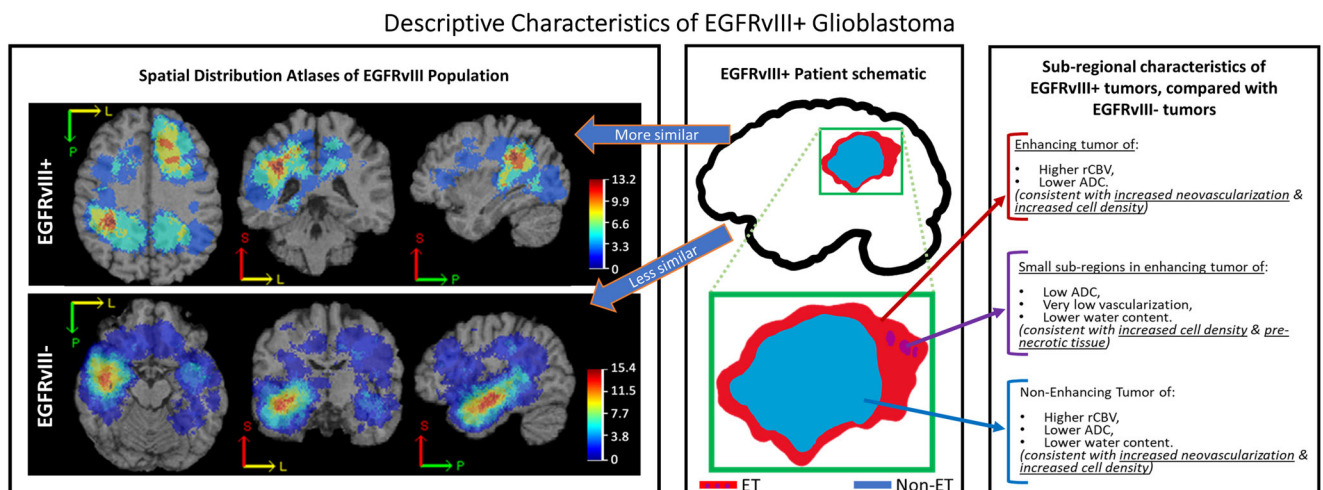 Descriptive Characteristics of EGFRvIII+ Glioblastoma
Spatial Distribution Atlases of EGFRvIII Population
EGFRvIII+
L
P
S
L
S
P
13.2
9.9
6.6
3.3
0
EGFRvIII-
L
P
S
L
S
P
15.4
11.5
7.7
3.8
0
More similar
Less similar
EGFRvIII+ Patient schematic
ET
Non-ET
Sub-regional characteristics of
EGFRvIII+ tumors, compared with
EGFRvIII- tumors
Enhancing tumor of:
• Higher rCBV,
• Lower ADC.
(consistent with increased neovascularization &
increased cell density)
Small sub-regions in enhancing tumor of:
• Low ADC,
• Very low vascularization,
• Lower water content.
(consistent with increased cell density & pre-
necrotic tissue)
Non-Enhancing Tumor of:
• Higher rCBV,
• Lower ADC,
• Lower water content.
(consistent with increased neovascularization &
increased cell density)